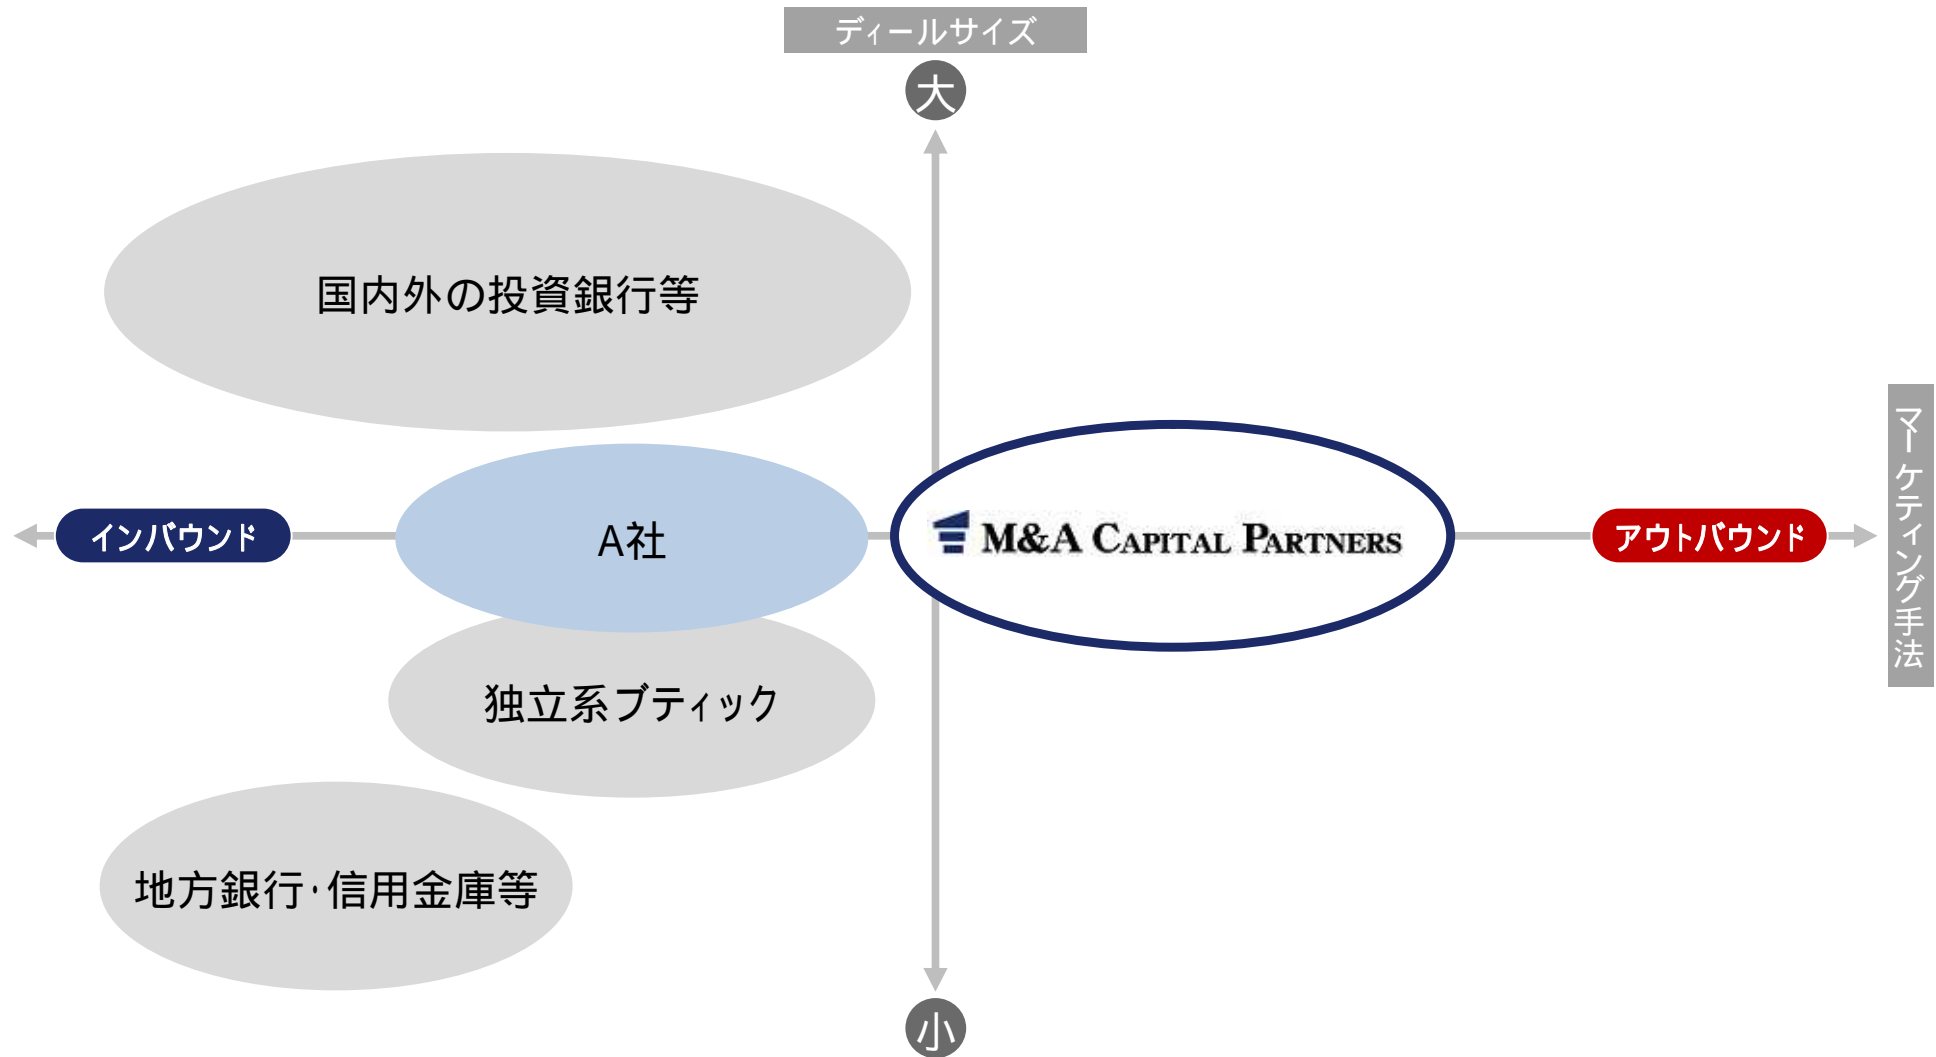 ディールサイズ
大
国内外の投資銀行等
インバウンド
A社
M&A CAPITAL PARTNERS
アウトバウンド
マーケティング手法
独立系ブティック
地方銀行・信用金庫等
小